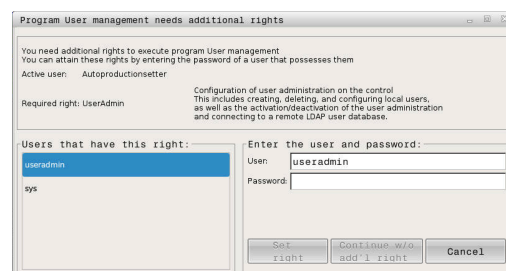 Program User management needs additional rights
You need additional rights to execute program User management
You can attain these rights by entering the password of a user that possesses them
Active user: Autoproductionsetter
Required right: UserAdmin
Configuration of user administration on the control
This includes creating, deleting, and configuring local users,
as well as the activation/deactivation of the user administration
and connecting to a remote LDAP user database.
Users that have this right:
useradmin
sys
Enter the user and password:
User: useradmin
Password:
Set
right
Continue w/o
add'l right
Cancel